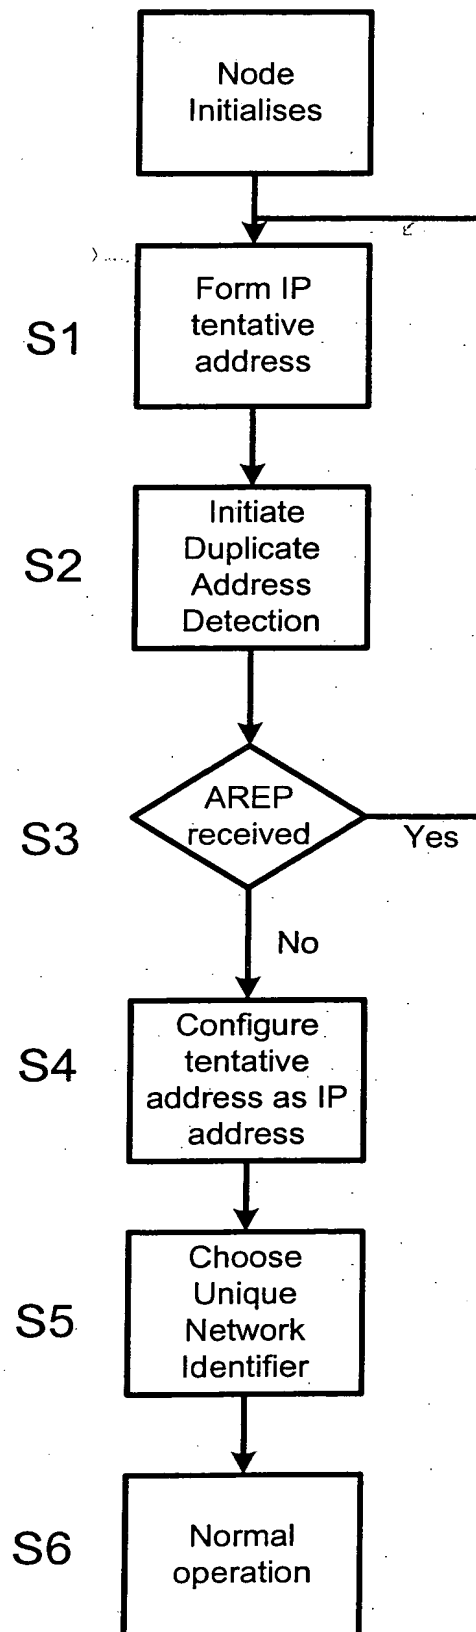 Node
Initialises
S1
Form IP
tentative
address
S2
Initiate
Duplicate
Address
Detection
S3
AREP
received
Yes
No
S4
Configure
tentative
address as IP
address
S5
Choose
Unique
Network
Identifier
S6
Normal
operation